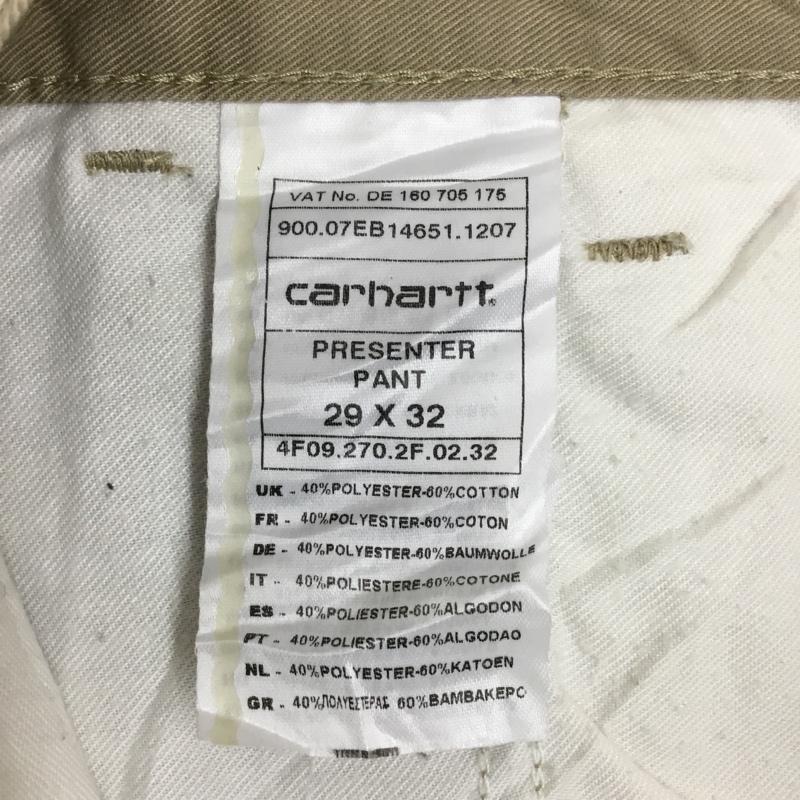 VAT No. DE 160 705 175
900.07EB14651.1207
carhartt®
PRESENTER
PANT
29 X 32
4F09.270.2F.02.32
UK - 40%POLYESTER-60%COTTON
FR - 40%POLYESTER-60%COTON
DE - 40%POLYESTER-60%BAUMWOLLE
IT - 40%POLIESTERE-60%COTONE
ES - 40%POLIESTER-60%ALGODON
PT - 40%POLIESTER-60%ALGODAO
NL - 40%POLYESTER-60%KATOEN
GR - 40%ΠΟΛΥΕΣΤΕΡΑΣ 60%ΒΑΜΒΑΚΕΡΟ